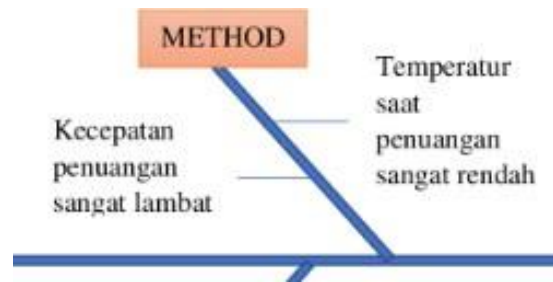 METHOD
Temperatur
saat
penuangan
sangat rendah
Kecepatan
penuangan
sangat lambat